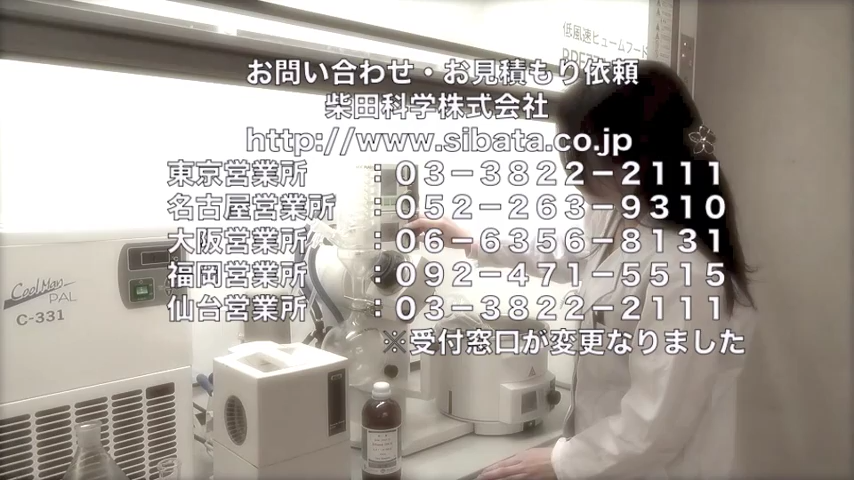 低風速ヒュームフード
お問い合わせ・お見積もり依頼
柴田科学株式会社
http://www.sibata.co.jp
東京営業所　：０３－３８２２－２１１１
名古屋営業所　：０５２－２６３－９３１０
大阪営業所　：０６－６３５６－８１３１
福岡営業所　：０９２－４７１－５５１５
仙台営業所　：０３－３８２２－２１１１
※受付窓口が変更なりました
CoolMan
PAL
C-331